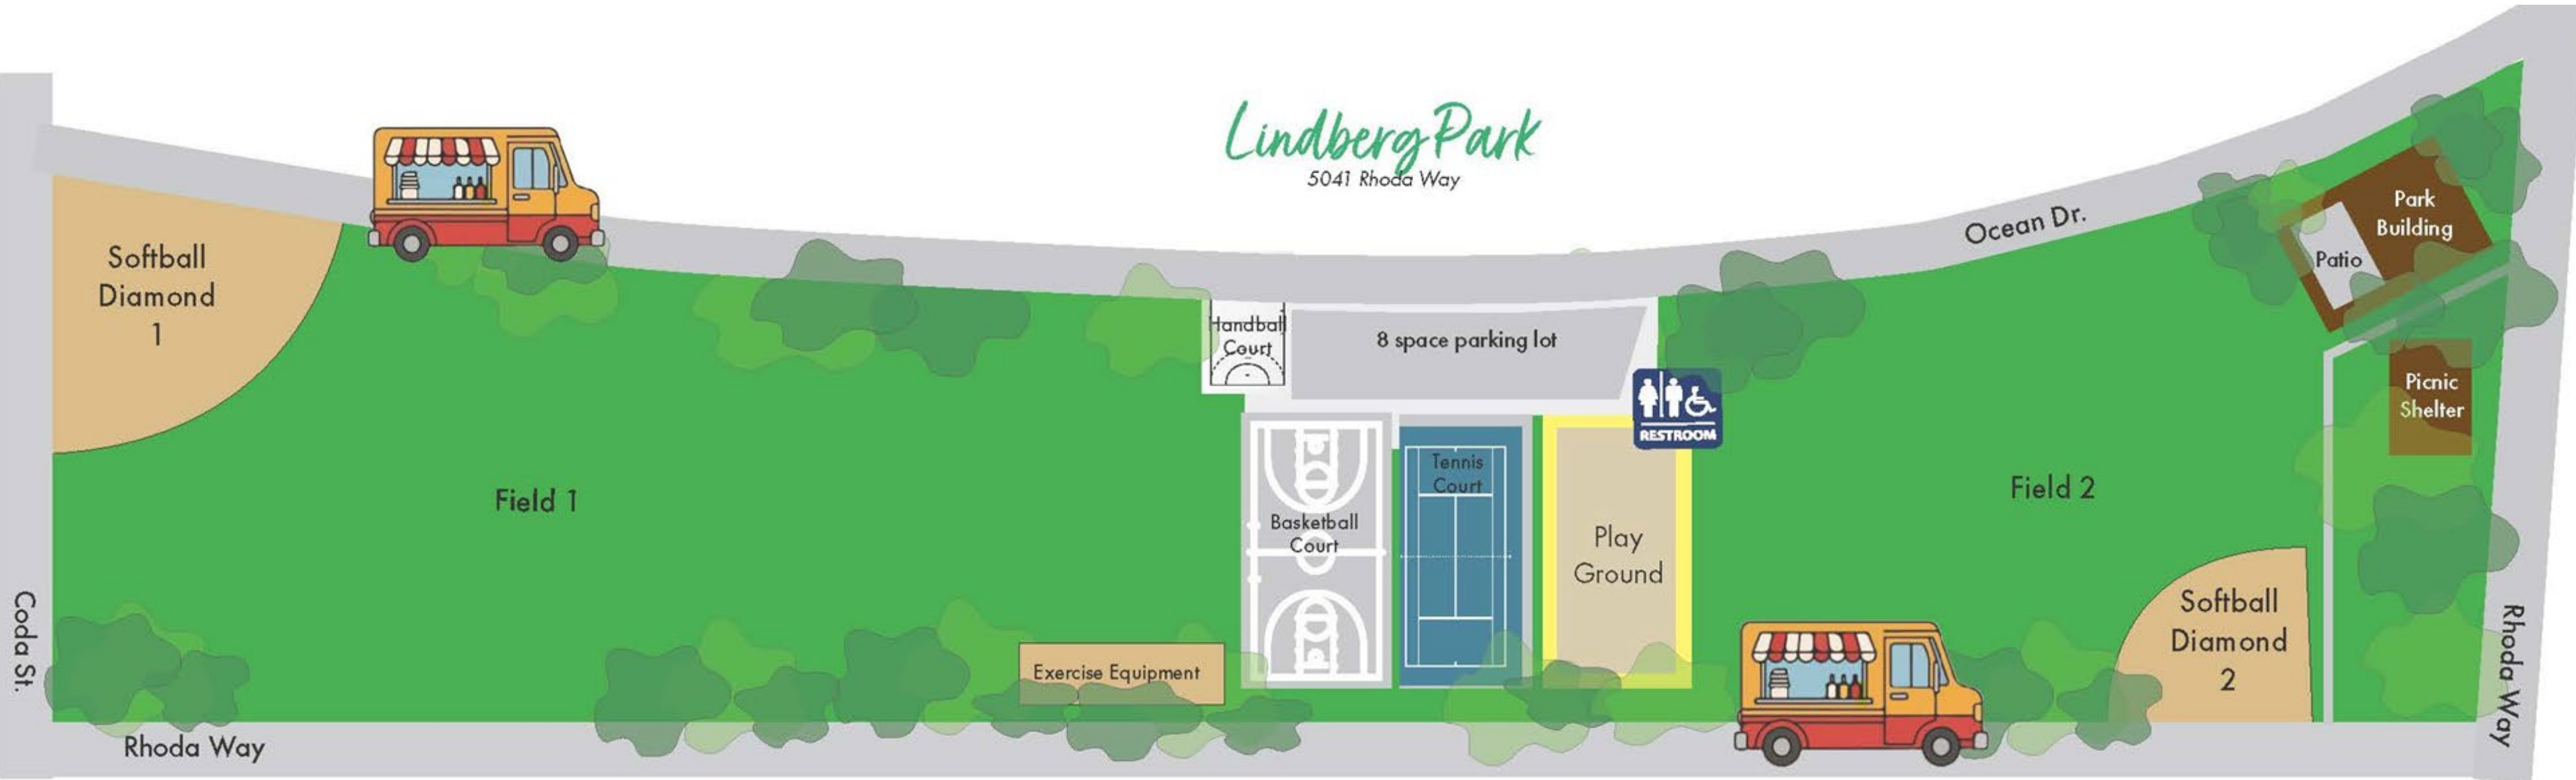 Lindberg Park
5041 Rhoda Way
Ocean Dr.
Park
Building
Patio
Softball
Diamond
1
Handball
Court
8 space parking lot
Picnic
Shelter
RESTROOM
Tennis
Court
Field 1
Field 2
Basketball
Court
Play
Ground
Coda St.
Exercise Equipment
Softball
Diamond
2
Rhoda Way
Rhoda Way